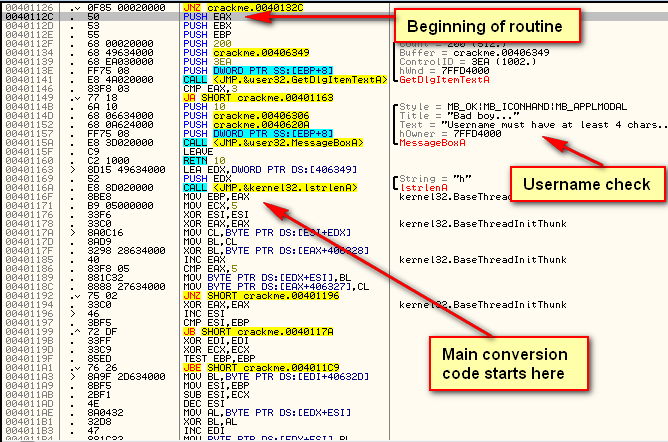 00401126 .v 0F85 00020000 JNZ crackme.0040132C
0040112C . 50 PUSH EAX
0040112D . 53 PUSH EBX
0040112E . 55 PUSH EBP
0040112F . 68 00020000 PUSH 200 Count = 200 (512.)
00401134 . 68 49634000 PUSH crackme.00406349 Buffer = crackme.00406349
00401139 . 68 EA030000 PUSH 3EA ControlID = 3EA (1002.)
0040113E . FF75 08 PUSH DWORD PTR SS:[EBP+8] hWnd = 7FFD4000
00401141 . E8 4A020000 CALL <JMP.&user32.GetDlgItemTextA> GetDlgItemTextA
00401146 . 83F8 03 CMP EAX,3
00401149 .v 77 18 JA SHORT crackme.00401163
0040114B . 6A 10 PUSH 10 Style = MB_OK|MB_ICONHAND|MB_APPLMODAL
0040114D . 68 06634000 PUSH crackme.00406306 Title = "Bad boy..."
00401152 . 68 0A624000 PUSH crackme.0040620A Text = "Username must have at least 4 chars...
00401157 . FF75 08 PUSH DWORD PTR SS:[EBP+8] hOwner = 7FFD4000
0040115A . E8 3D020000 CALL <JMP.&user32.MessageBoxA> MessageBoxA
0040115F . C9 LEAVE
00401160 . C2 1000 RETN 10
00401163 > 8D15 49634000 LEA EDX,DWORD PTR DS:[406349]
00401169 . 52 PUSH EDX String = "h"
0040116A . E8 8D020000 CALL <JMP.&kernel32.lstrlenA> lstrlenA
0040116F . 8BE8 MOV EBP,EAX kernel32.BaseThreadInitThunk
00401171 . B9 05000000 MOV ECX,5
00401176 . 33F6 XOR ESI,ESI
00401178 . 33C0 XOR EAX,EAX kernel32.BaseThreadInitThunk
0040117A > 8A0C16 MOV CL,BYTE PTR DS:[ESI+EDX]
0040117D . 8AD9 MOV BL,CL
0040117F . 3298 28634000 XOR BL,BYTE PTR DS:[EAX+406328]
00401185 . 40 INC EAX kernel32.BaseThreadInitThunk
00401186 . 83F8 05 CMP EAX,5
00401189 . 881C32 MOV BYTE PTR DS:[EDX+ESI],BL
0040118C . 8888 27634000 MOV BYTE PTR DS:[EAX+406327],CL
00401192 .v 75 02 JNZ SHORT crackme.00401196
00401194 . 33C0 XOR EAX,EAX kernel32.BaseThreadInitThunk
00401196 > 46 INC ESI
00401197 . 3BF5 CMP ESI,EBP
00401199 .^ 72 DF JB SHORT crackme.0040117A
0040119B . 33FF XOR EDI,EDI
0040119D . 33C9 XOR ECX,ECX
0040119F . 85ED TEST EBP,EBP
004011A1 .v 76 26 JBE SHORT crackme.004011C9
004011A3 > 8A9F 2D634000 MOV BL,BYTE PTR DS:[EDI+40632D]
004011A9 . 8BF5 MOV ESI,EBP
004011AB . 2BF1 SUB ESI,ECX
004011AD . 4E DEC ESI
004011AE . 8A0432 MOV AL,BYTE PTR DS:[EDX+ESI]
004011B1 . 32D8 XOR BL,AL
004011B3 . 47 INC EDI
Beginning of routine
Username check
Main conversion
code starts here